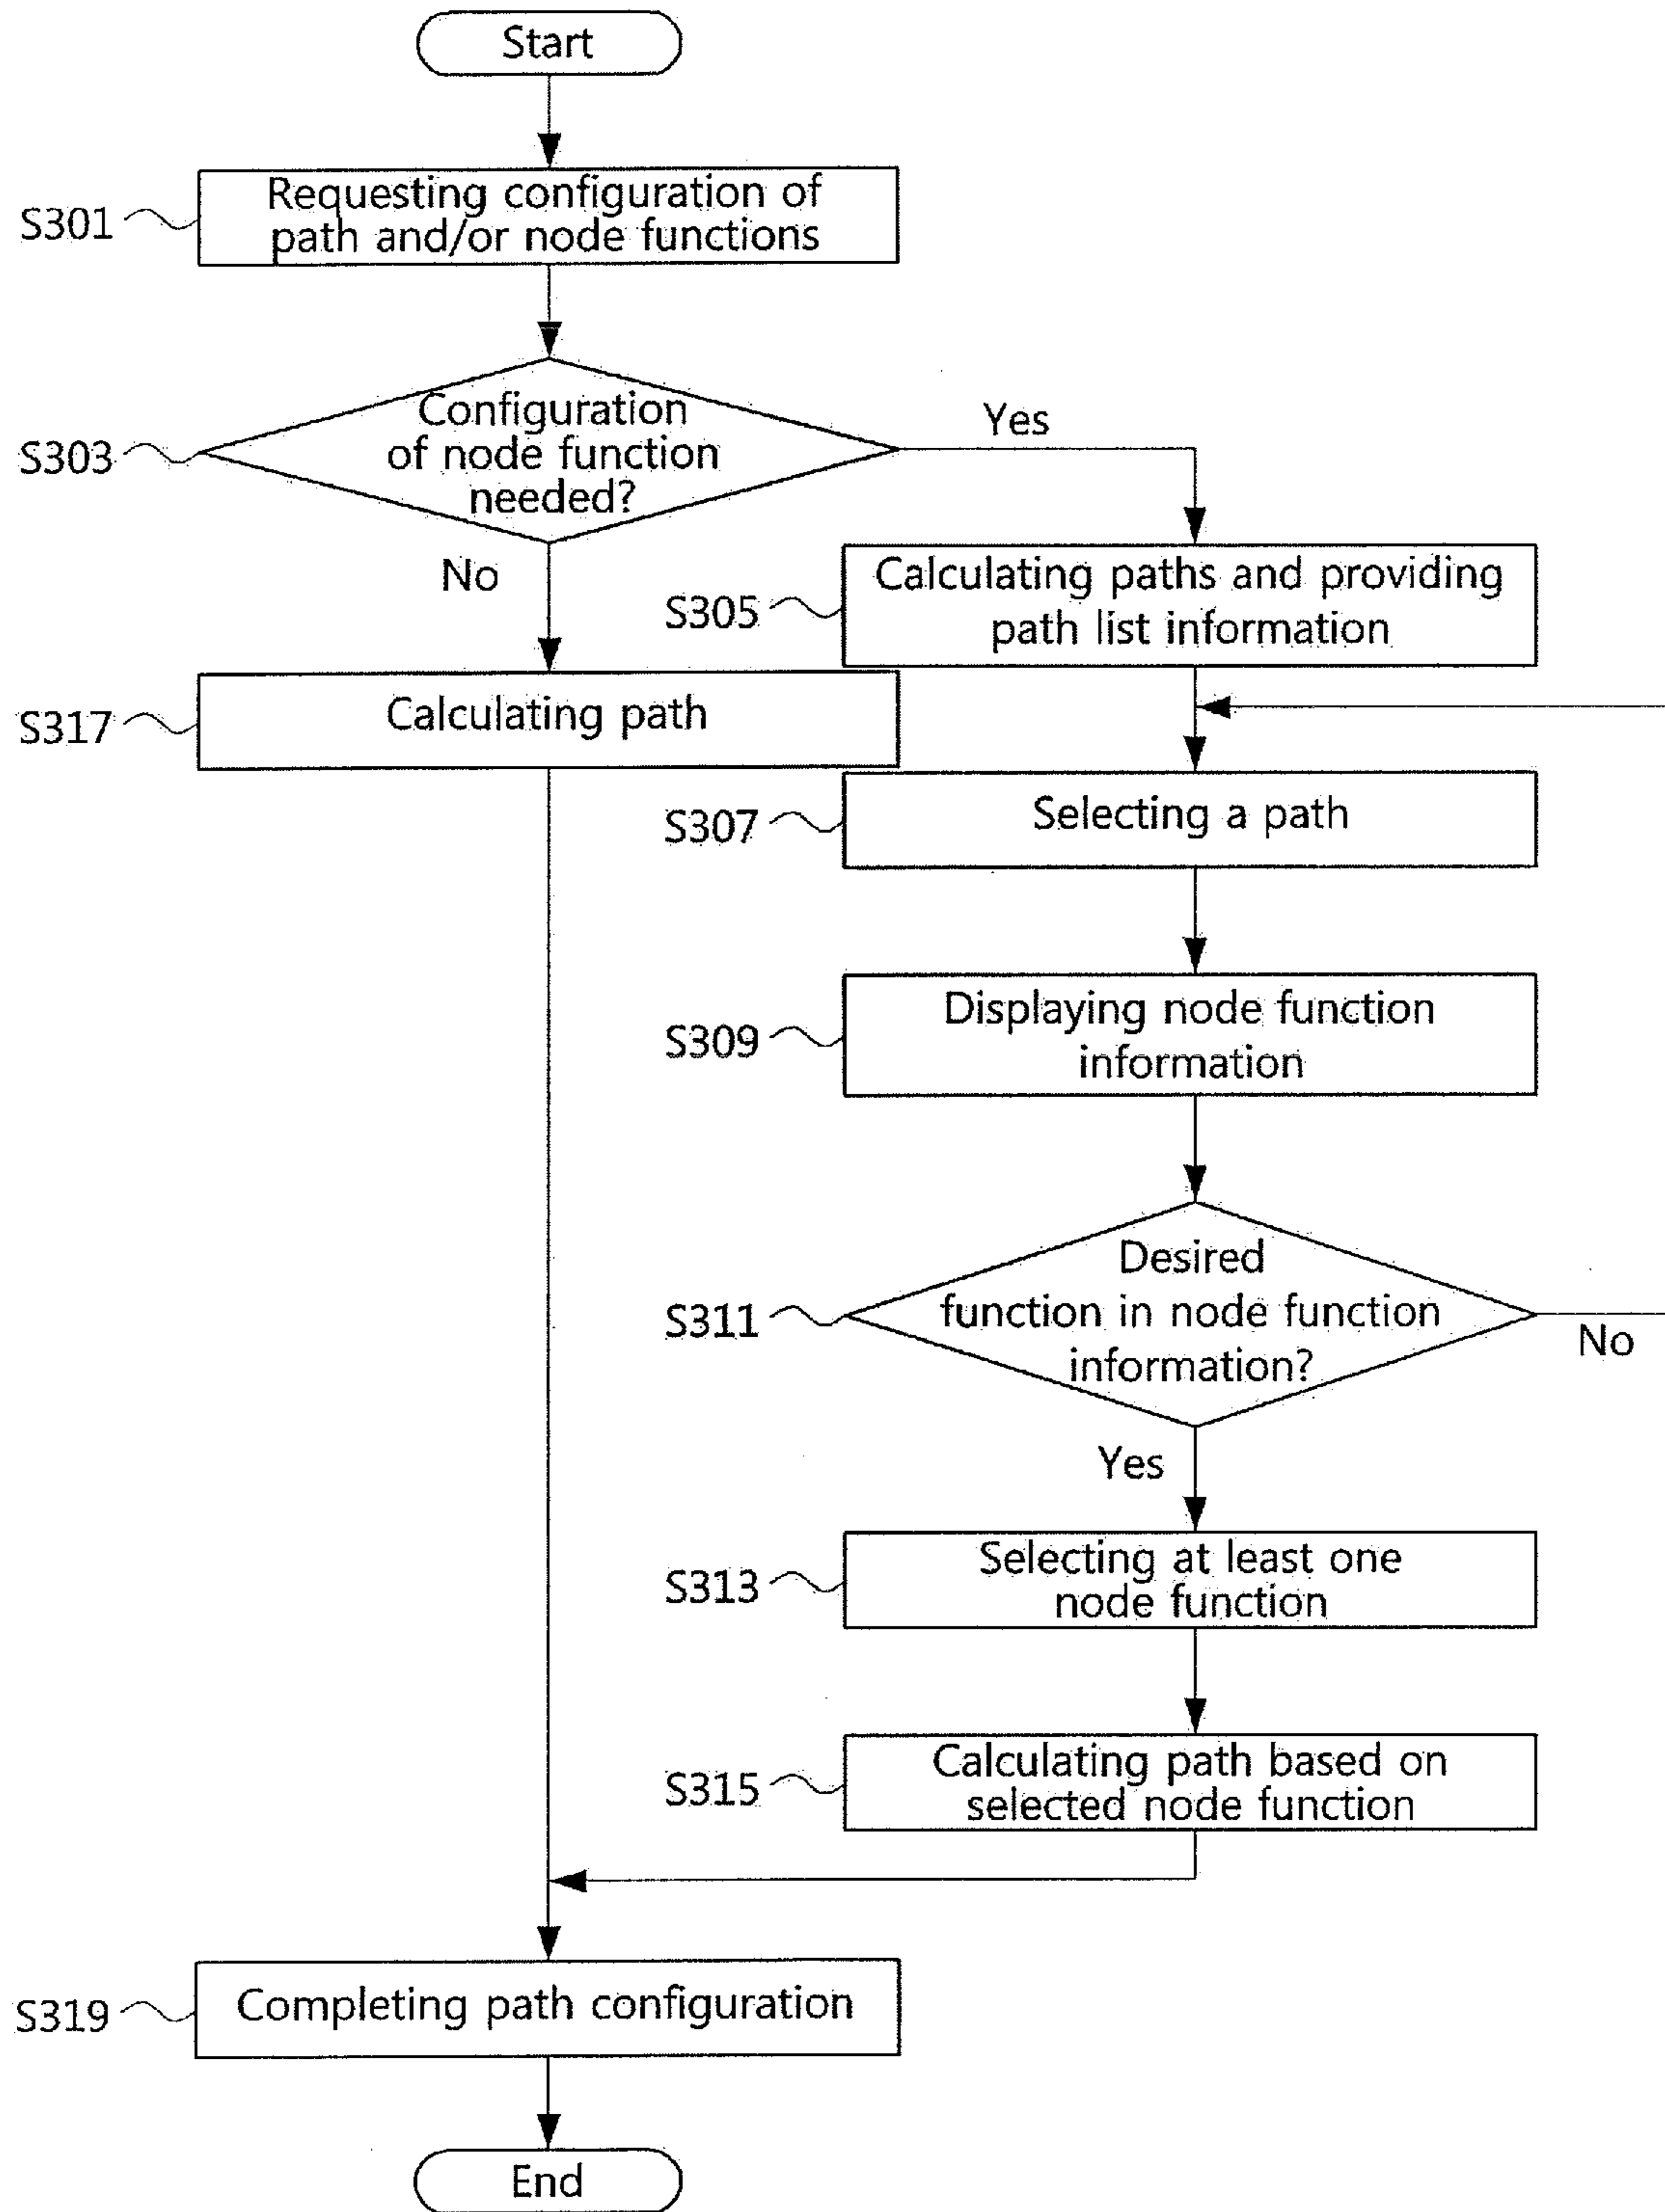 Start
S301
Requesting configuration of
path and/or node functions
S303
Configuration
of node function
needed?
Yes
No
S305
Calculating paths and providing
path list information
S317
Calculating path
S307
Selecting a path
S309
Displaying node function
information
S311
Desired
function in node function
information?
No
Yes
S313
Selecting at least one
node function
S315
Calculating path based on
selected node function
S319
Completing path configuration
End